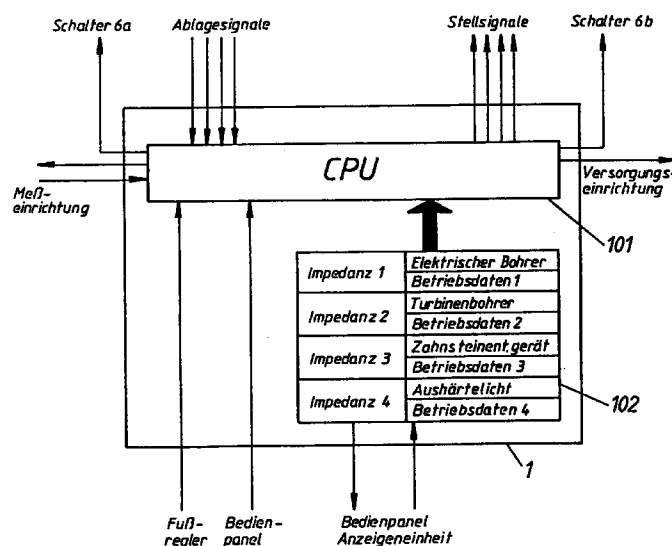 Schalter 6a
Ablagesignale
Stellsignale
Schalter 6b
CPU
Meß-
einrichtung
Versorgungs-
einrichtung
101
Impedanz 1
Elektrischer Bohrer
Betriebsdaten 1
Impedanz 2
Turbinenbohrer
Betriebsdaten 2
Impedanz 3
Zahnsteinent.gerät
Betriebsdaten 3
Impedanz 4
Aushärtelicht
Betriebsdaten 4
102
1
Fuß-
regler
Bedien-
panel
Bedienpanel
Anzeigeneinheit